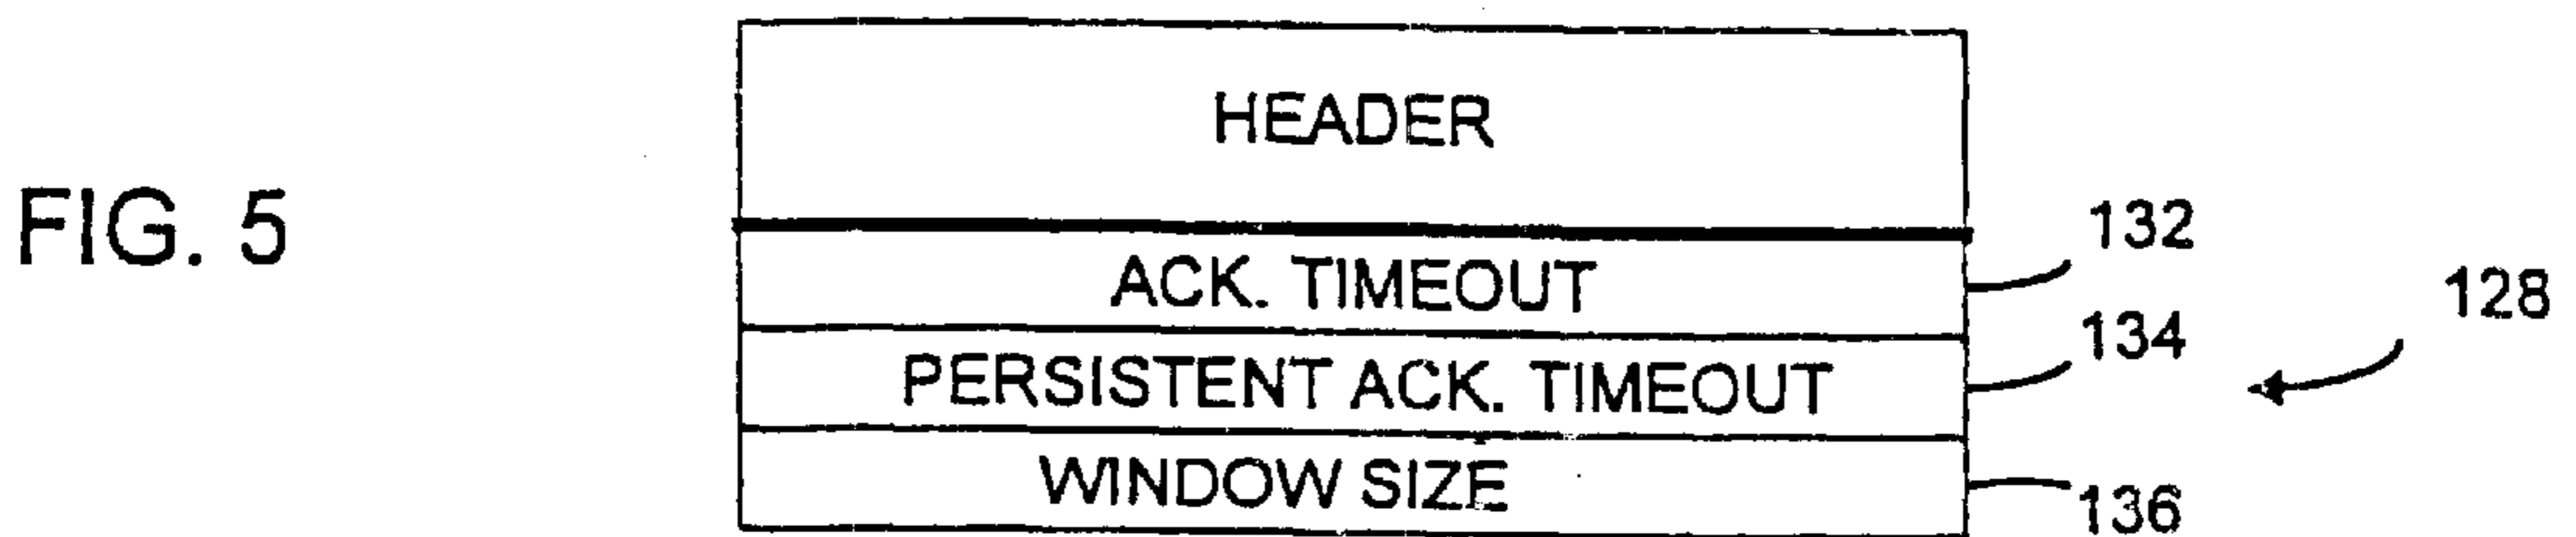 FIG. 5
HEADER
ACK. TIMEOUT
132
PERSISTENT ACK. TIMEOUT
134
WINDOW SIZE
136
128